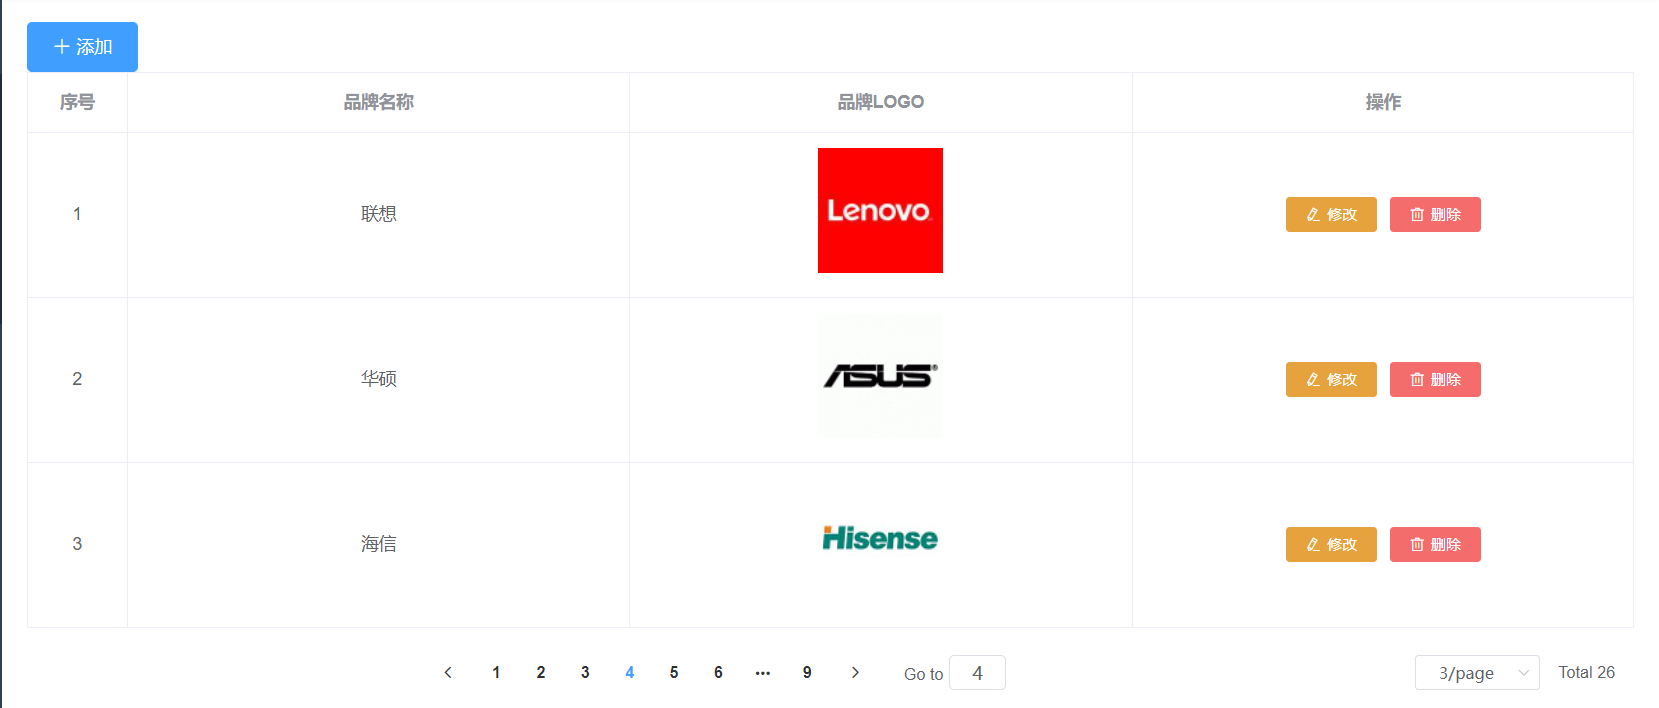 添加
序号 品牌名称 品牌LOGO 操作
1 联想 Lenovo 修改 删除
2 华硕 ASUS® 修改 删除
3 海信 Hisense 修改 删除
1 2 3 4 5 6 ••• 9 Go to 4 3/page Total 26